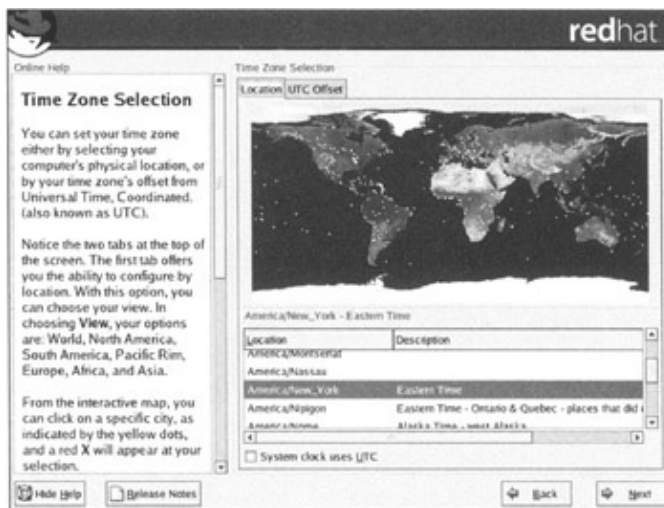 redhat
Online Help
Time Zone Selection
You can set your time zone
either by selecting your
computer's physical location, or
by your time zone's offset from
Universal Time, Coordinated.
(also known as UTC).
Notice the two tabs at the top of
the screen. The first tab offers
you the ability to configure by
location. With this option, you
can choose your view. In
choosing View, your options
are: World, North America,
South America, Pacific Rim,
Europe, Africa, and Asia.
From the interactive map, you
can click on a specific city, as
indicated by the yellow dots,
and a red X will appear at your
selection.
Time Zone Selection
Location UTC Offset
America/New_York - Eastern Time
Location Description
America/Montserrat
America/Nassau
America/New_York Eastern Time
America/Nipigon Eastern Time - Ontario & Quebec - places that did
America/Nome Alaska Time - west Alaska
System clock uses UTC
Hide Help Release Notes Back Next